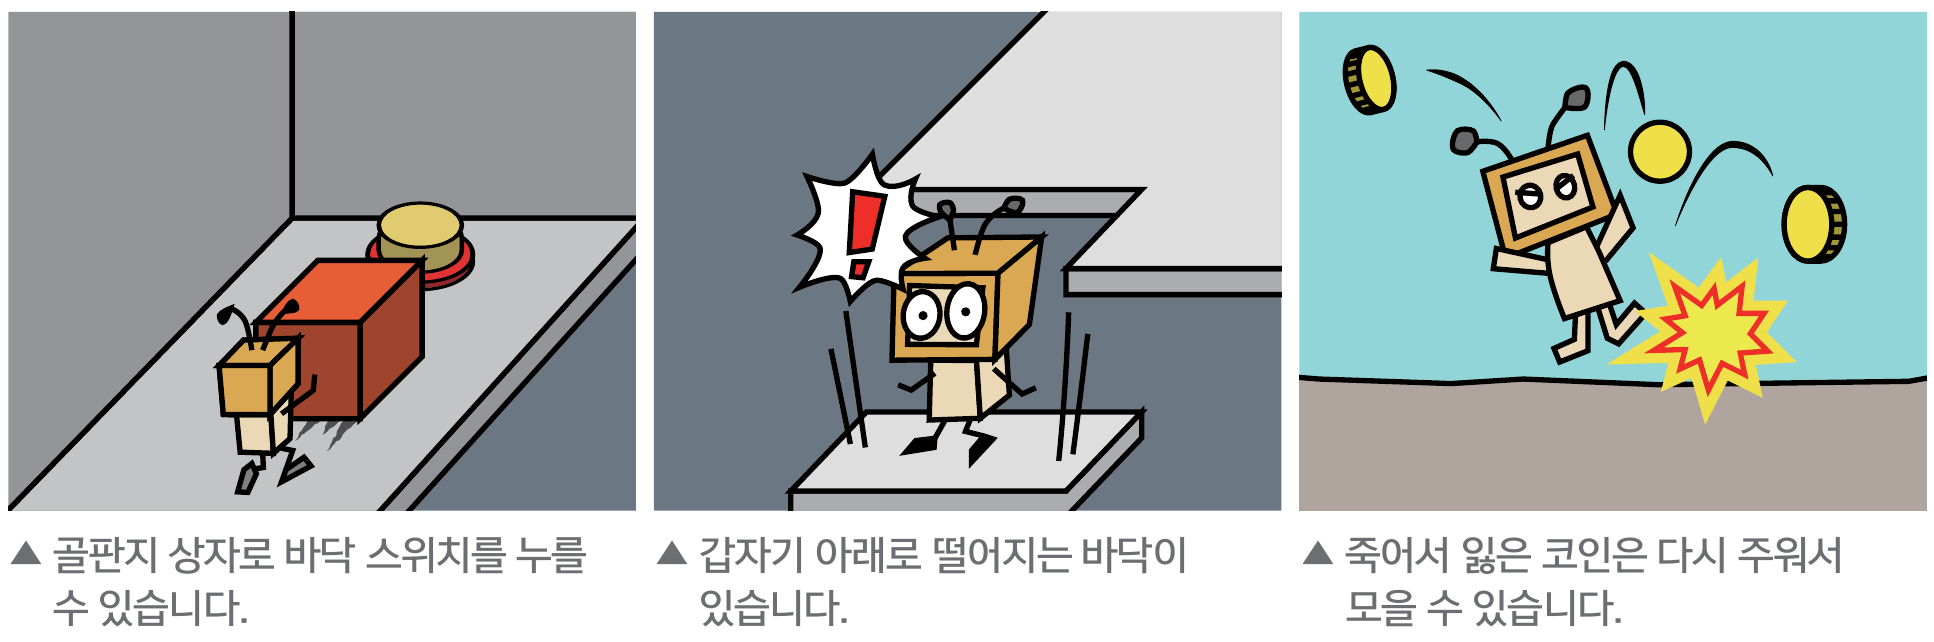 ▲ 골판지 상자로 바닥 스위치를 누를
수 있습니다.
▲ 갑자기 아래로 떨어지는 바닥이
있습니다.
▲ 죽어서 잃은 코인은 다시 주워서
모을 수 있습니다.